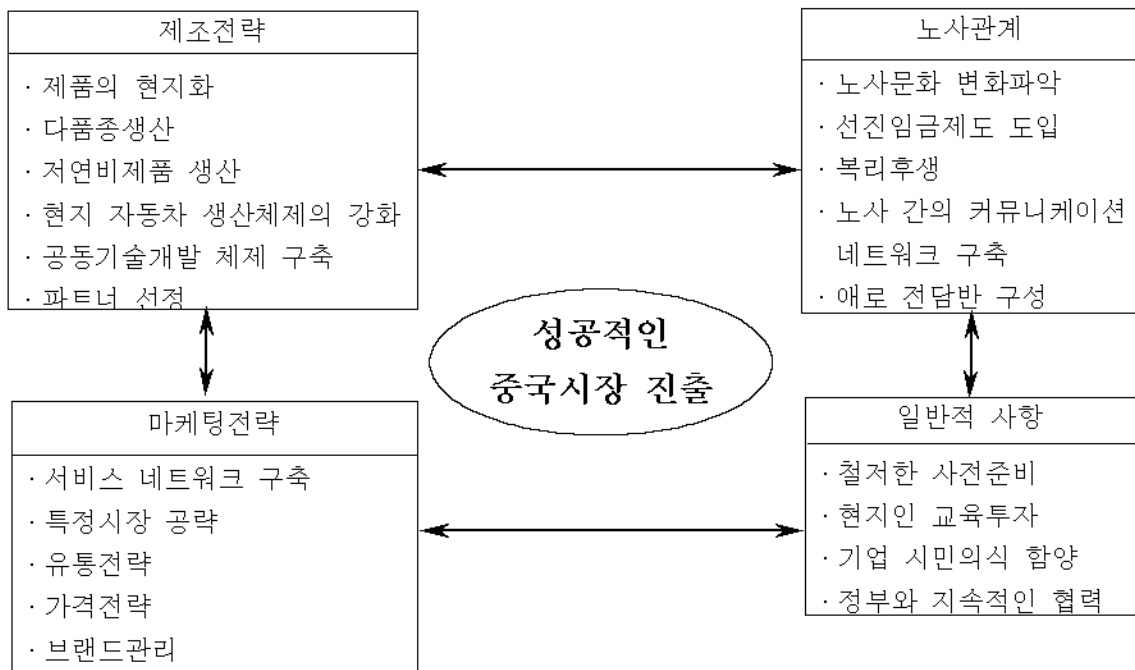 제조전략
· 제품의 현지화
· 다품종생산
· 저연비제품 생산
· 현지 자동차 생산체제의 강화
· 공동기술개발 체제 구축
· 파트너 선정
노사관계
· 노사문화 변화파악
· 선진임금제도 도입
· 복리후생
· 노사 간의 커뮤니케이션
네트워크 구축
· 애로 전담반 구성
성공적인
중국시장 진출
마케팅전략
· 서비스 네트워크 구축
· 특정시장 공략
· 유통전략
· 가격전략
· 브랜드관리
일반적 사항
· 철저한 사전준비
· 현지인 교육투자
· 기업 시민의식 함양
· 정부와 지속적인 협력